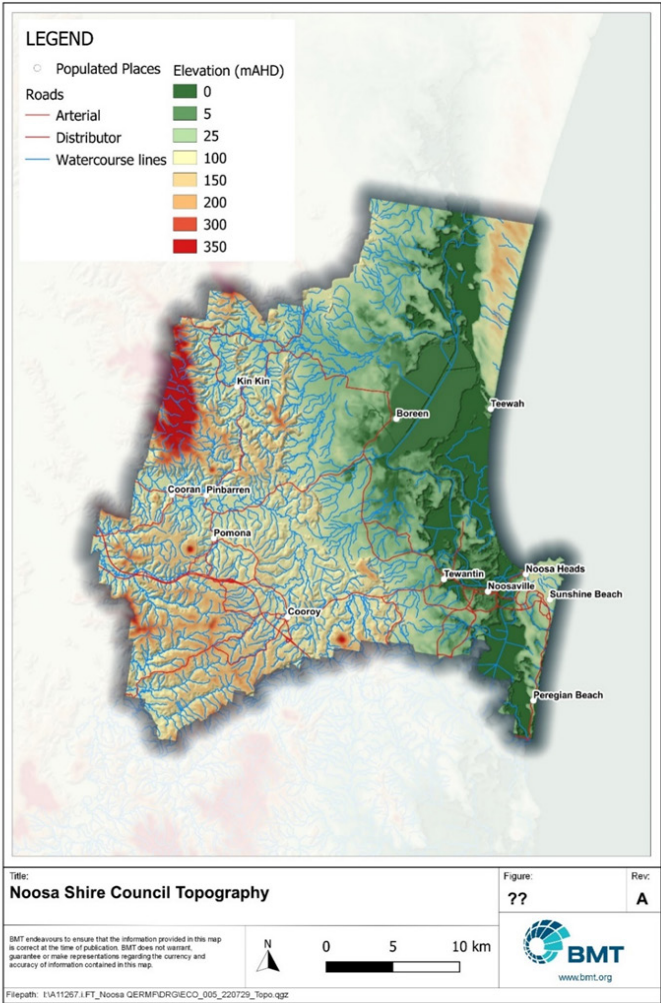 LEGEND
Populated Places
Roads
Arterial
Distributor
Watercourse lines
Elevation (mAHD)
0
5
25
100
150
200
300
350
Kin Kin
Boreen
Teewah
Cooran
Pinbarren
Pomona
Tewantin
Noosa Heads
Noosaville
Sunshine Beach
Cooroy
Peregian Beach
Title:
Noosa Shire Council Topography
Figure:
??
Rev:
A
BMT endeavours to ensure that the information provided in this map
is correct at the time of publication. BMT does not warrant,
guarantee or make representations regarding the currency and
accuracy of information contained in this map.
N
0 5 10 km
BMT
www.bmt.org
Filepath: I:\A11267.I.FT_Noosa QERMF\DRG\ECO_005_220729_Topo.qgz